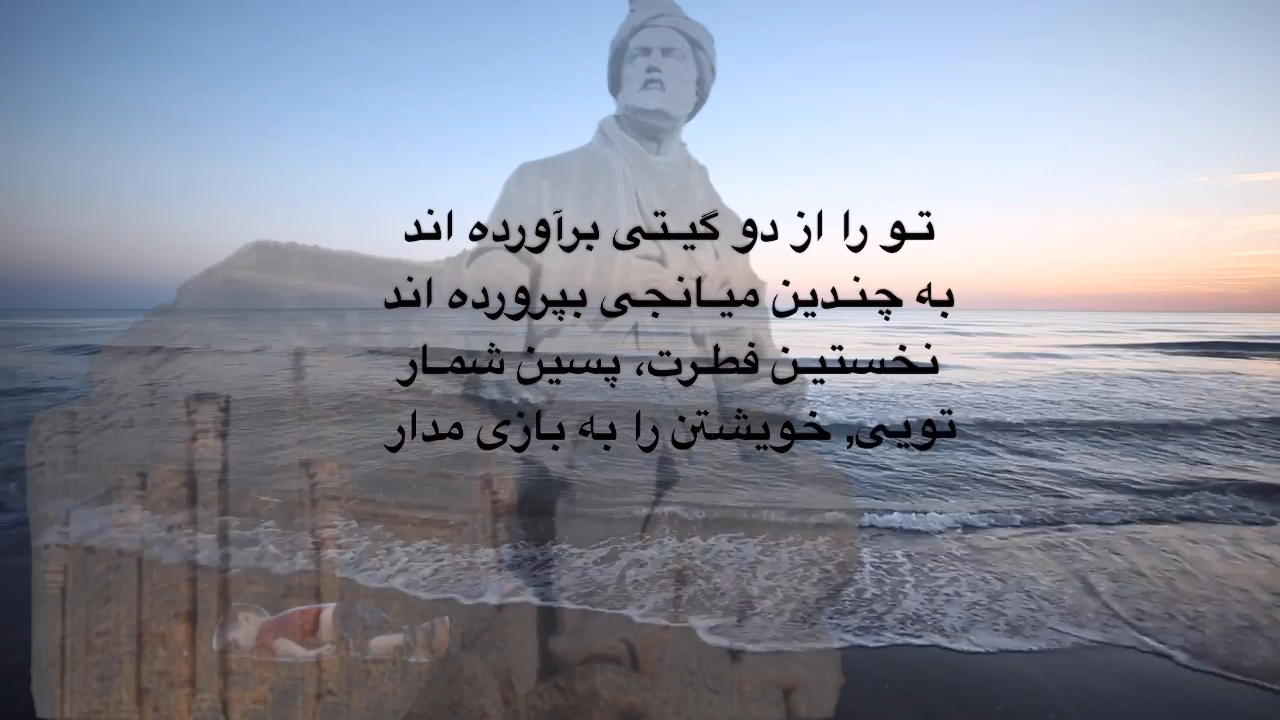 تو را از دو گیتی برآورده اند
به چندین میانجی بپرورده اند
نخستین فطرت، پسین شمار
تویی, خویشتن را به بازی مدار